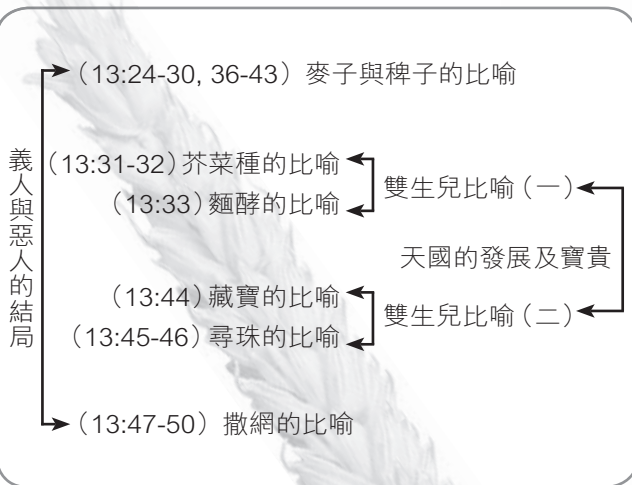 (13:24-30, 36-43) 麥子與稗子的比喻
義人與惡人的結局
(13:31-32)芥菜種的比喻
雙生兒比喻(一)
(13:33)麵酵的比喻
天國的發展及寶貴
(13:44)藏寶的比喻
雙生兒比喻(二)
(13:45-46)尋珠的比喻
(13:47-50) 撒網的比喻